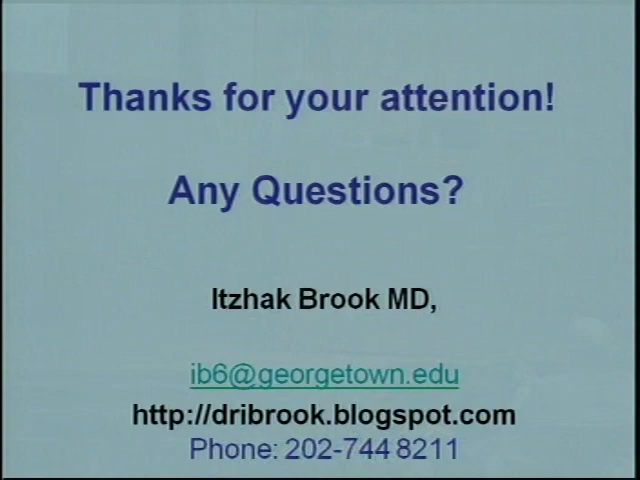 Thanks for your attention!
Any Questions?
Itzhak Brook MD,
ib6@georgetown.edu
http://dribrook.blogspot.com
Phone: 202-744 8211